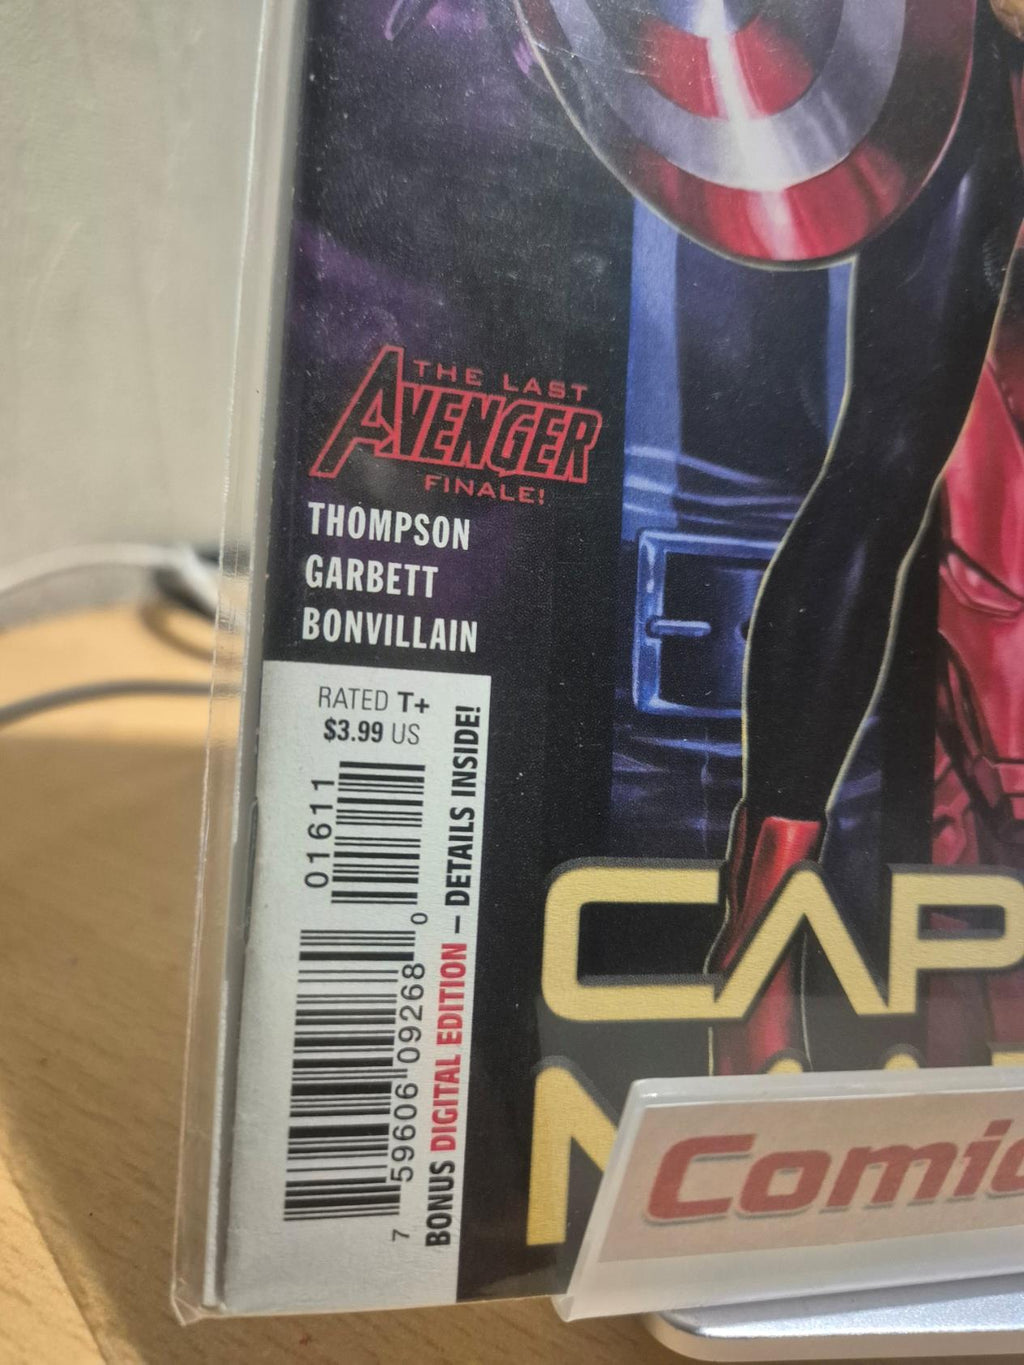 THE LAST
AVENGER
FINALE!
THOMPSON
GARBETT
BONVILLAIN
RATED T+
$3.99 US
01611
7 59606 09268 0
BONUS DIGITAL EDITION – DETAILS INSIDE!
CAP
Comic